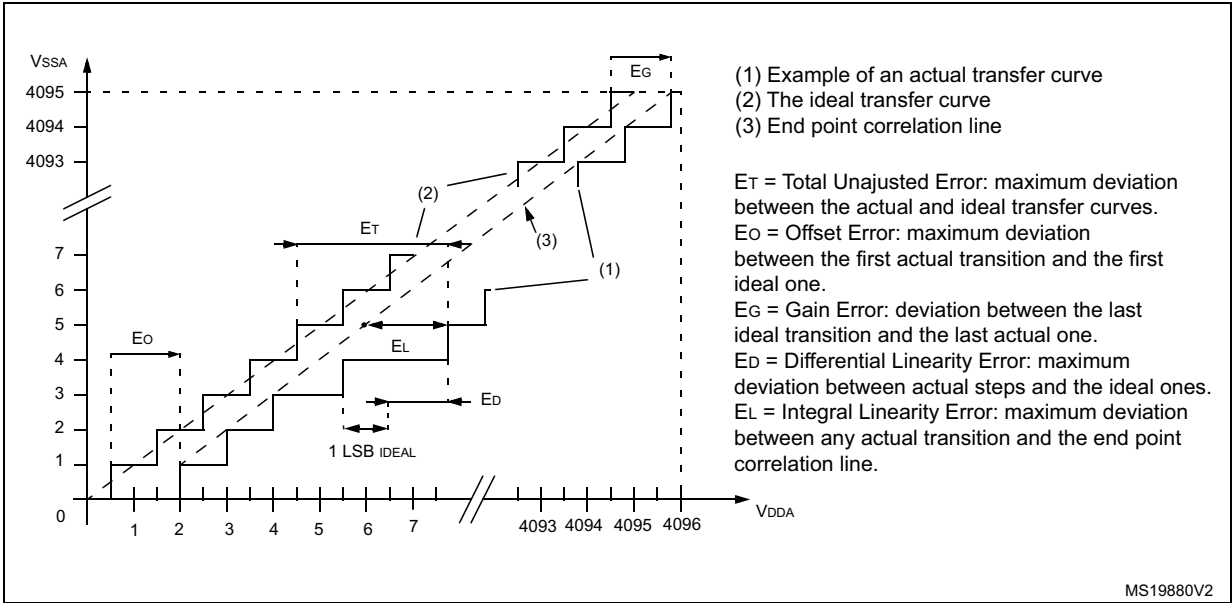 VSSA
EG
4095
4094
4093
(2)
ET
(3)
7
(1)
6
5
EO
EL
4
3
ED
2
1 LSB IDEAL
1
0
1 2 3 4 5 6 7 4093 4094 4095 4096
VDDA
(1) Example of an actual transfer curve
(2) The ideal transfer curve
(3) End point correlation line
ET = Total Unajusted Error: maximum deviation
between the actual and ideal transfer curves.
EO = Offset Error: maximum deviation
between the first actual transition and the first
ideal one.
EG = Gain Error: deviation between the last
ideal transition and the last actual one.
ED = Differential Linearity Error: maximum
deviation between actual steps and the ideal ones.
EL = Integral Linearity Error: maximum deviation
between any actual transition and the end point
correlation line.
MS19880V2